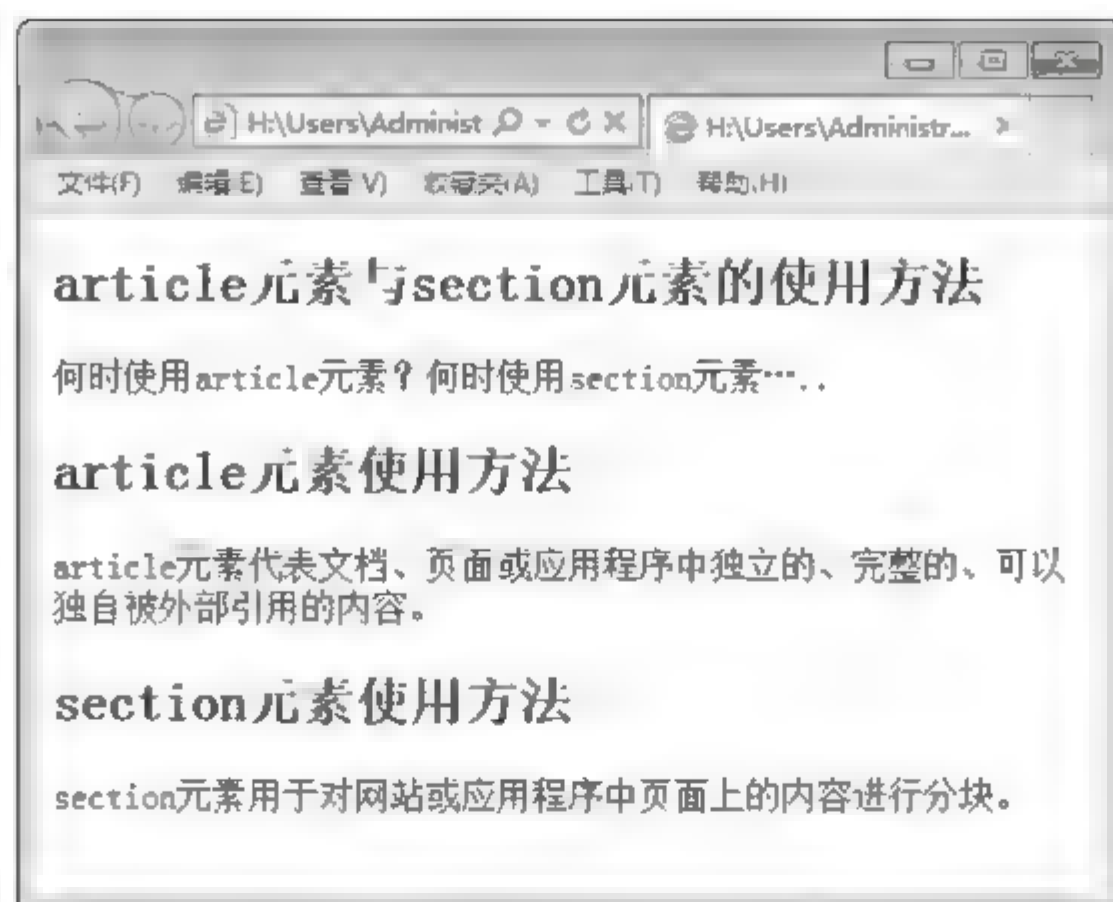 H:\Users\Administ
H:\Users\Administr...
文件(F) 编辑(E) 查看(V) 收藏夹(A) 工具(T) 帮助(H)
article元素与section元素的使用方法
何时使用article元素？何时使用section元素…..
article元素使用方法
article元素代表文档、页面或应用程序中独立的、完整的、可以
独自被外部引用的内容。
section元素使用方法
section元素用于对网站或应用程序中页面上的内容进行分块。